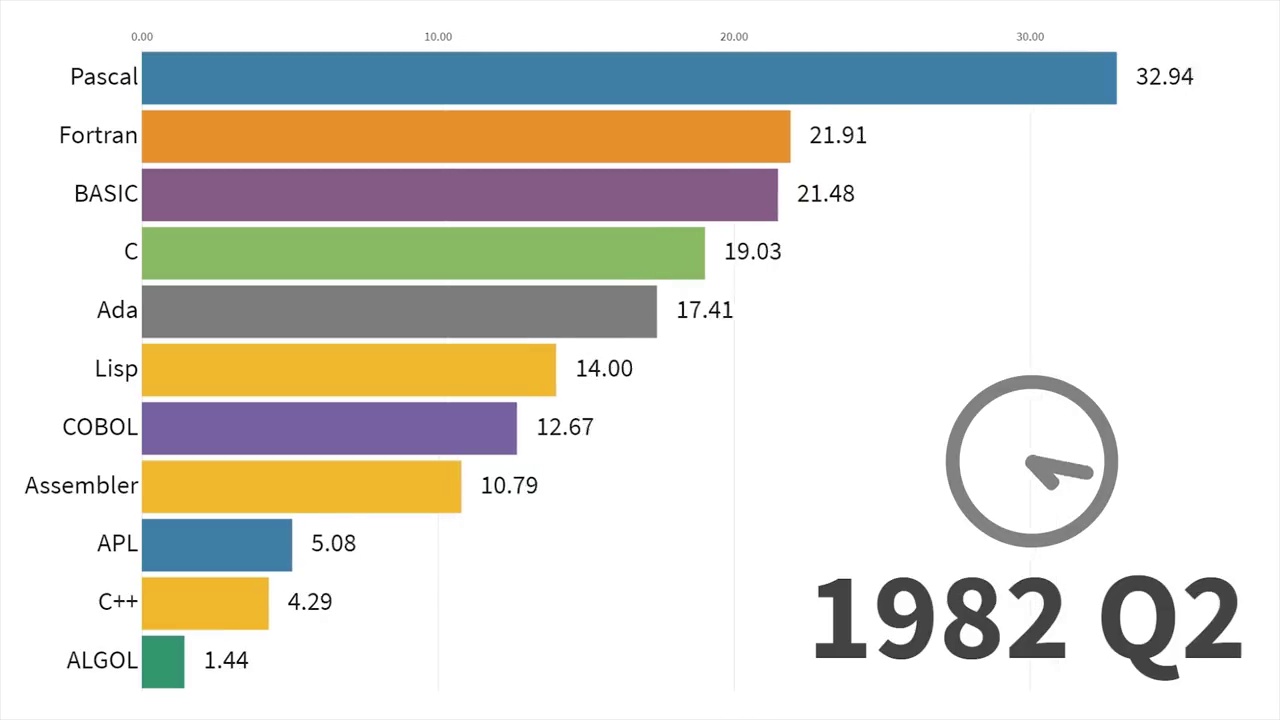 0.00 10.00 20.00 30.00
Pascal 32.94
Fortran 21.91
BASIC 21.48
C 19.03
Ada 17.41
Lisp 14.00
COBOL 12.67
Assembler 10.79
APL 5.08
C++ 4.29
ALGOL 1.44
1982 Q2